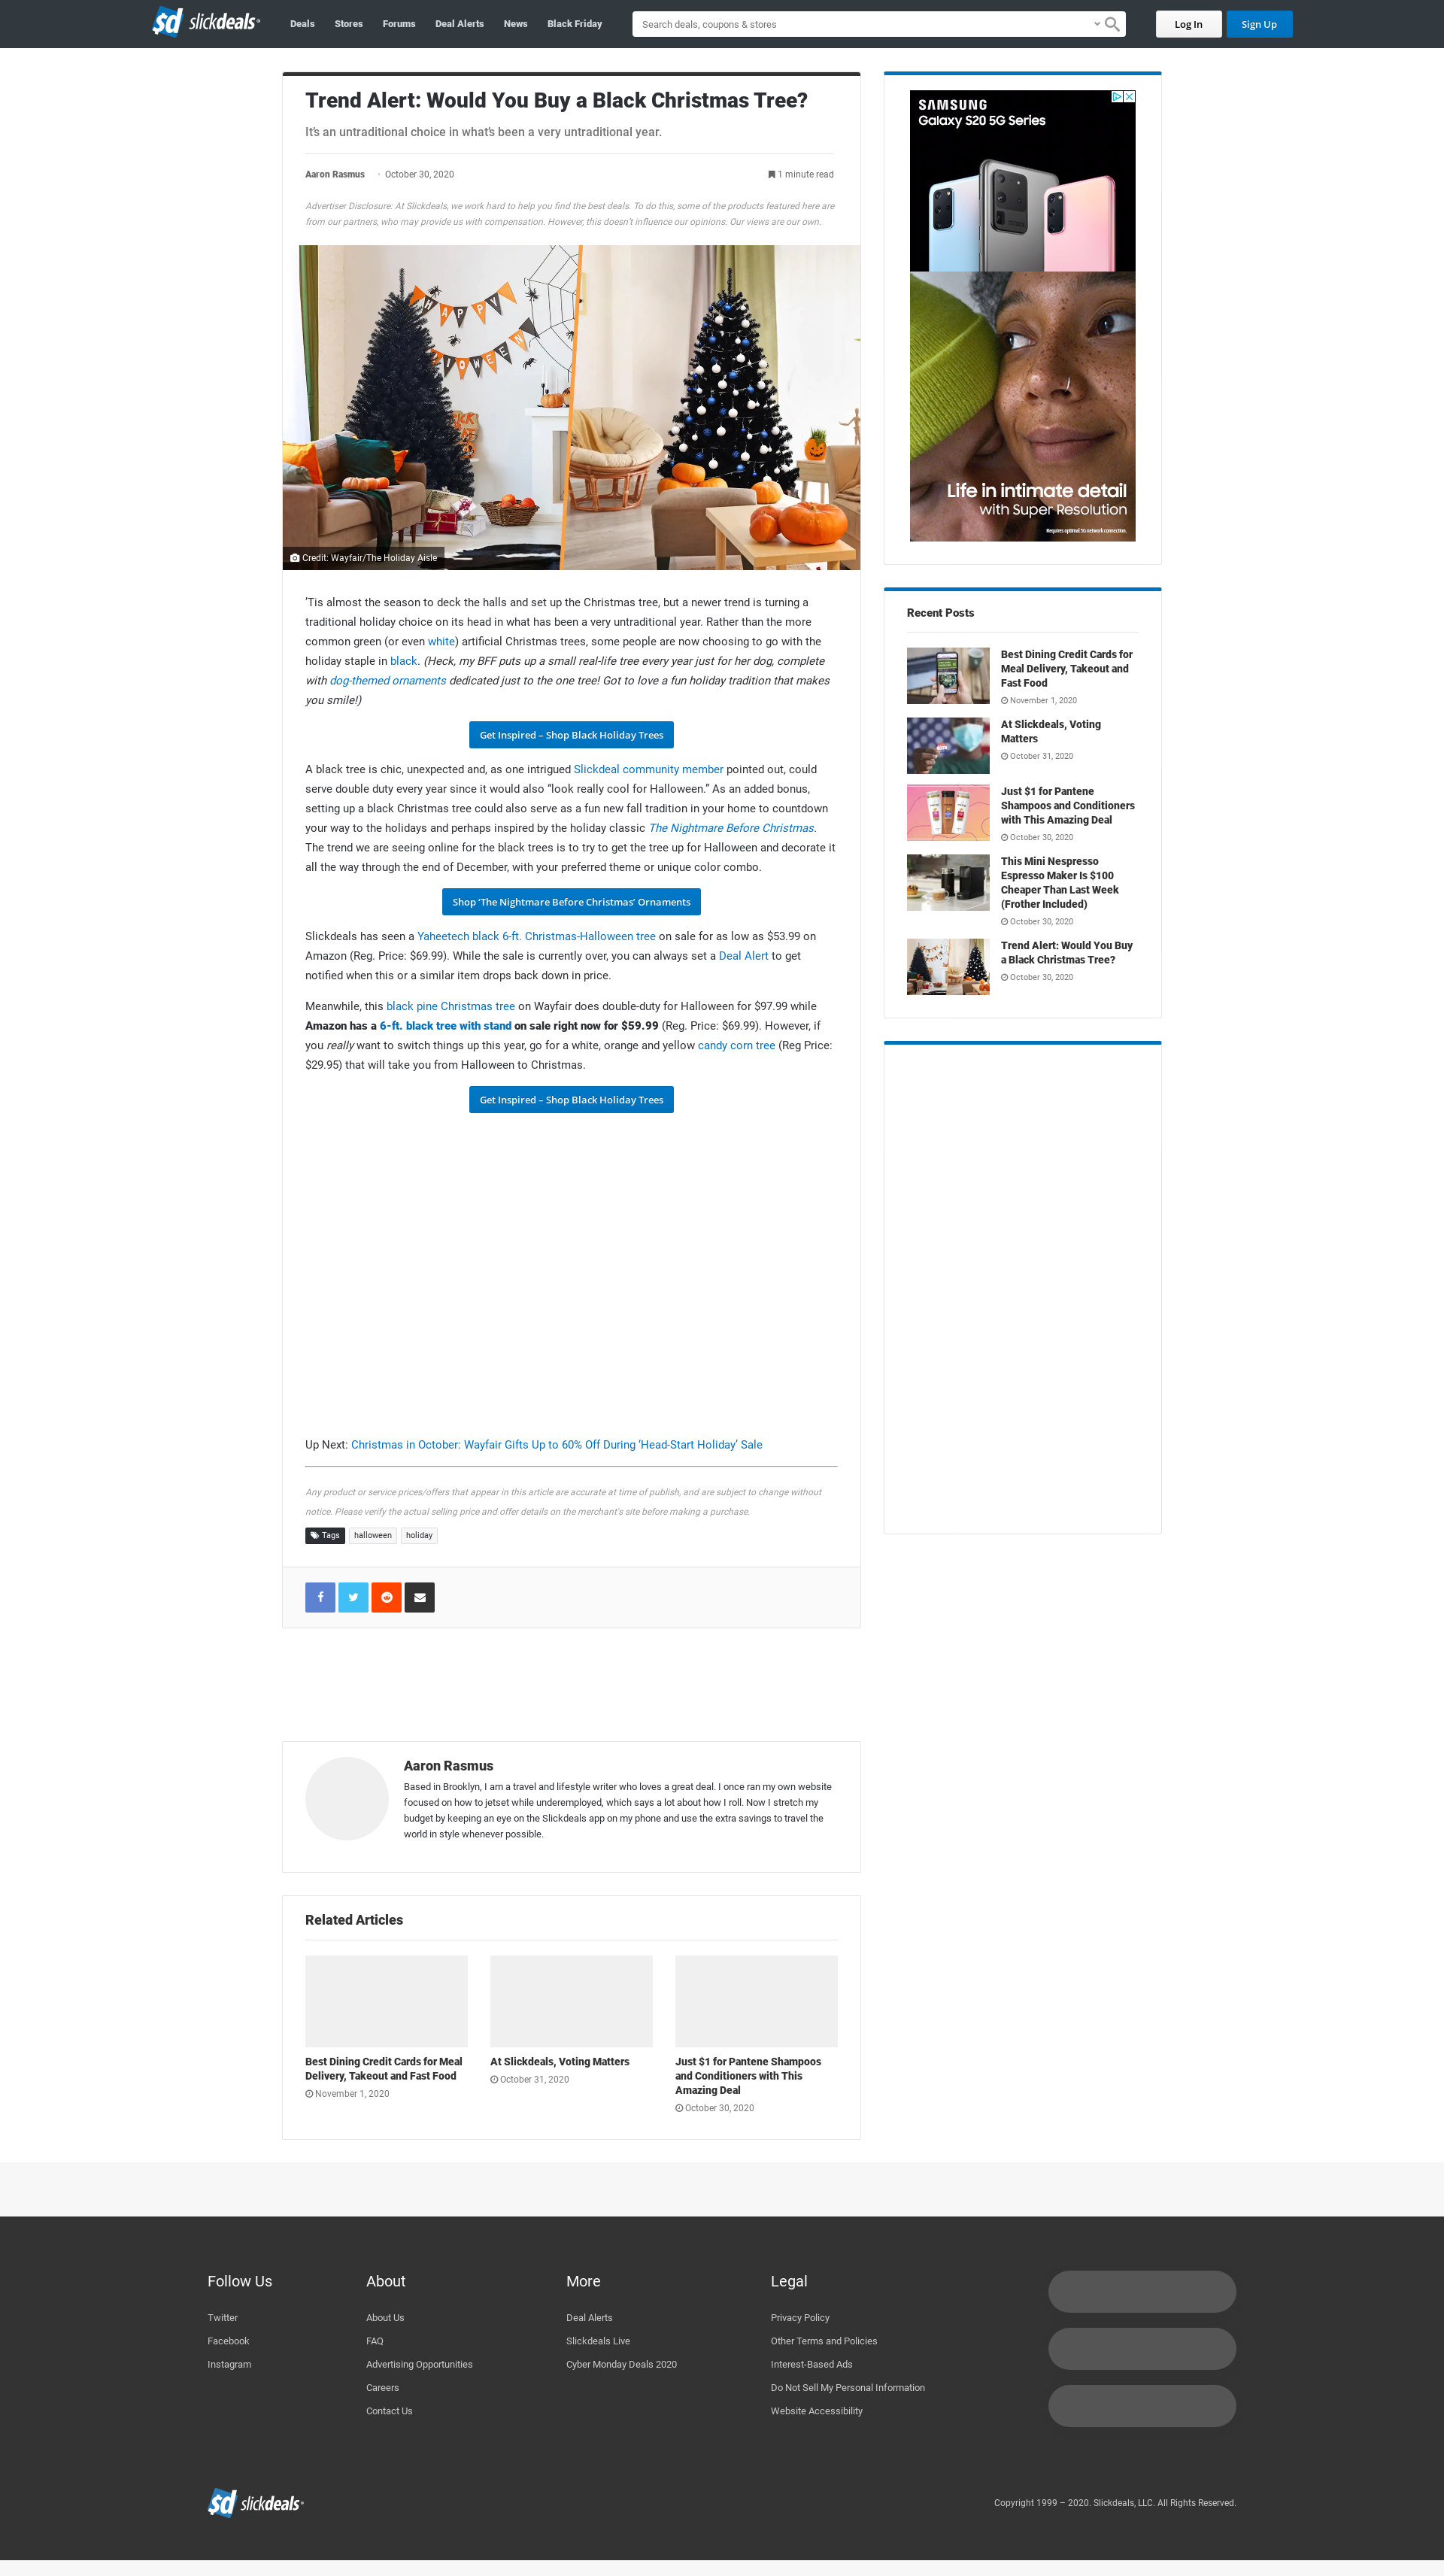 sd slickdeals
Deals
Stores
Forums
Deal Alerts
News
Black Friday
Search deals, coupons & stores
Log In
Sign Up
Trend Alert: Would You Buy a Black Christmas Tree?
It's an untraditional choice in what's been a very untraditional year.
Aaron Rasmus · October 30, 2020
1 minute read
Advertiser Disclosure: At Slickdeals, we work hard to help you find the best deals. To do this, some of the products featured here are
from our partners, who may provide us with compensation. However, this doesn't influence our opinions. Our views are our own.
HAPPY
Credit: Wayfair/The Holiday Aisle
'Tis almost the season to deck the halls and set up the Christmas tree, but a newer trend is turning a
traditional holiday choice on its head in what has been a very untraditional year. Rather than the more
common green (or even white) artificial Christmas trees, some people are now choosing to go with the
holiday staple in black. (Heck, my BFF puts up a small real-life tree every year just for her dog, complete
with dog-themed ornaments dedicated just to the one tree! Got to love a fun holiday tradition that makes
you smile!)
Get Inspired – Shop Black Holiday Trees
A black tree is chic, unexpected and, as one intrigued Slickdeal community member pointed out, could
serve double duty every year since it would also “look really cool for Halloween.” As an added bonus,
setting up a black Christmas tree could also serve as a fun new fall tradition in your home to countdown
your way to the holidays and perhaps inspired by the holiday classic The Nightmare Before Christmas.
The trend we are seeing online for the black trees is to try to get the tree up for Halloween and decorate it
all the way through the end of December, with your preferred theme or unique color combo.
Shop ‘The Nightmare Before Christmas’ Ornaments
Slickdeals has seen a Yaheetech black 6-ft. Christmas-Halloween tree on sale for as low as $53.99 on
Amazon (Reg. Price: $69.99). While the sale is currently over, you can always set a Deal Alert to get
notified when this or a similar item drops back down in price.
Meanwhile, this black pine Christmas tree on Wayfair does double-duty for Halloween for $97.99 while
Amazon has a 6-ft. black tree with stand on sale right now for $59.99 (Reg. Price: $69.99). However, if
you really want to switch things up this year, go for a white, orange and yellow candy corn tree (Reg Price:
$29.95) that will take you from Halloween to Christmas.
Get Inspired – Shop Black Holiday Trees
Up Next: Christmas in October: Wayfair Gifts Up to 60% Off During ‘Head-Start Holiday’ Sale
Any product or service prices/offers that appear in this article are accurate at time of publish, and are subject to change without
notice. Please verify the actual selling price and offer details on the merchant's site before making a purchase.
Tags
halloween
holiday
Aaron Rasmus
Based in Brooklyn, I am a travel and lifestyle writer who loves a great deal. I once ran my own website
focused on how to jetset while underemployed, which says a lot about how I roll. Now I stretch my
budget by keeping an eye on the Slickdeals app on my phone and use the extra savings to travel the
world in style whenever possible.
Related Articles
Best Dining Credit Cards for Meal
Delivery, Takeout and Fast Food
November 1, 2020
At Slickdeals, Voting Matters
October 31, 2020
Just $1 for Pantene Shampoos
and Conditioners with This
Amazing Deal
October 30, 2020
SAMSUNG
Galaxy S20 5G Series
Life in intimate detail
with Super Resolution
Requires optimal 5G network connection.
Recent Posts
Best Dining Credit Cards for
Meal Delivery, Takeout and
Fast Food
November 1, 2020
At Slickdeals, Voting
Matters
October 31, 2020
Just $1 for Pantene
Shampoos and Conditioners
with This Amazing Deal
October 30, 2020
This Mini Nespresso
Espresso Maker Is $100
Cheaper Than Last Week
(Frother Included)
October 30, 2020
Trend Alert: Would You Buy
a Black Christmas Tree?
October 30, 2020
Follow Us
Twitter
Facebook
Instagram
About
About Us
FAQ
Advertising Opportunities
Careers
Contact Us
More
Deal Alerts
Slickdeals Live
Cyber Monday Deals 2020
Legal
Privacy Policy
Other Terms and Policies
Interest-Based Ads
Do Not Sell My Personal Information
Website Accessibility
sd slickdeals
Copyright 1999 – 2020. Slickdeals, LLC. All Rights Reserved.